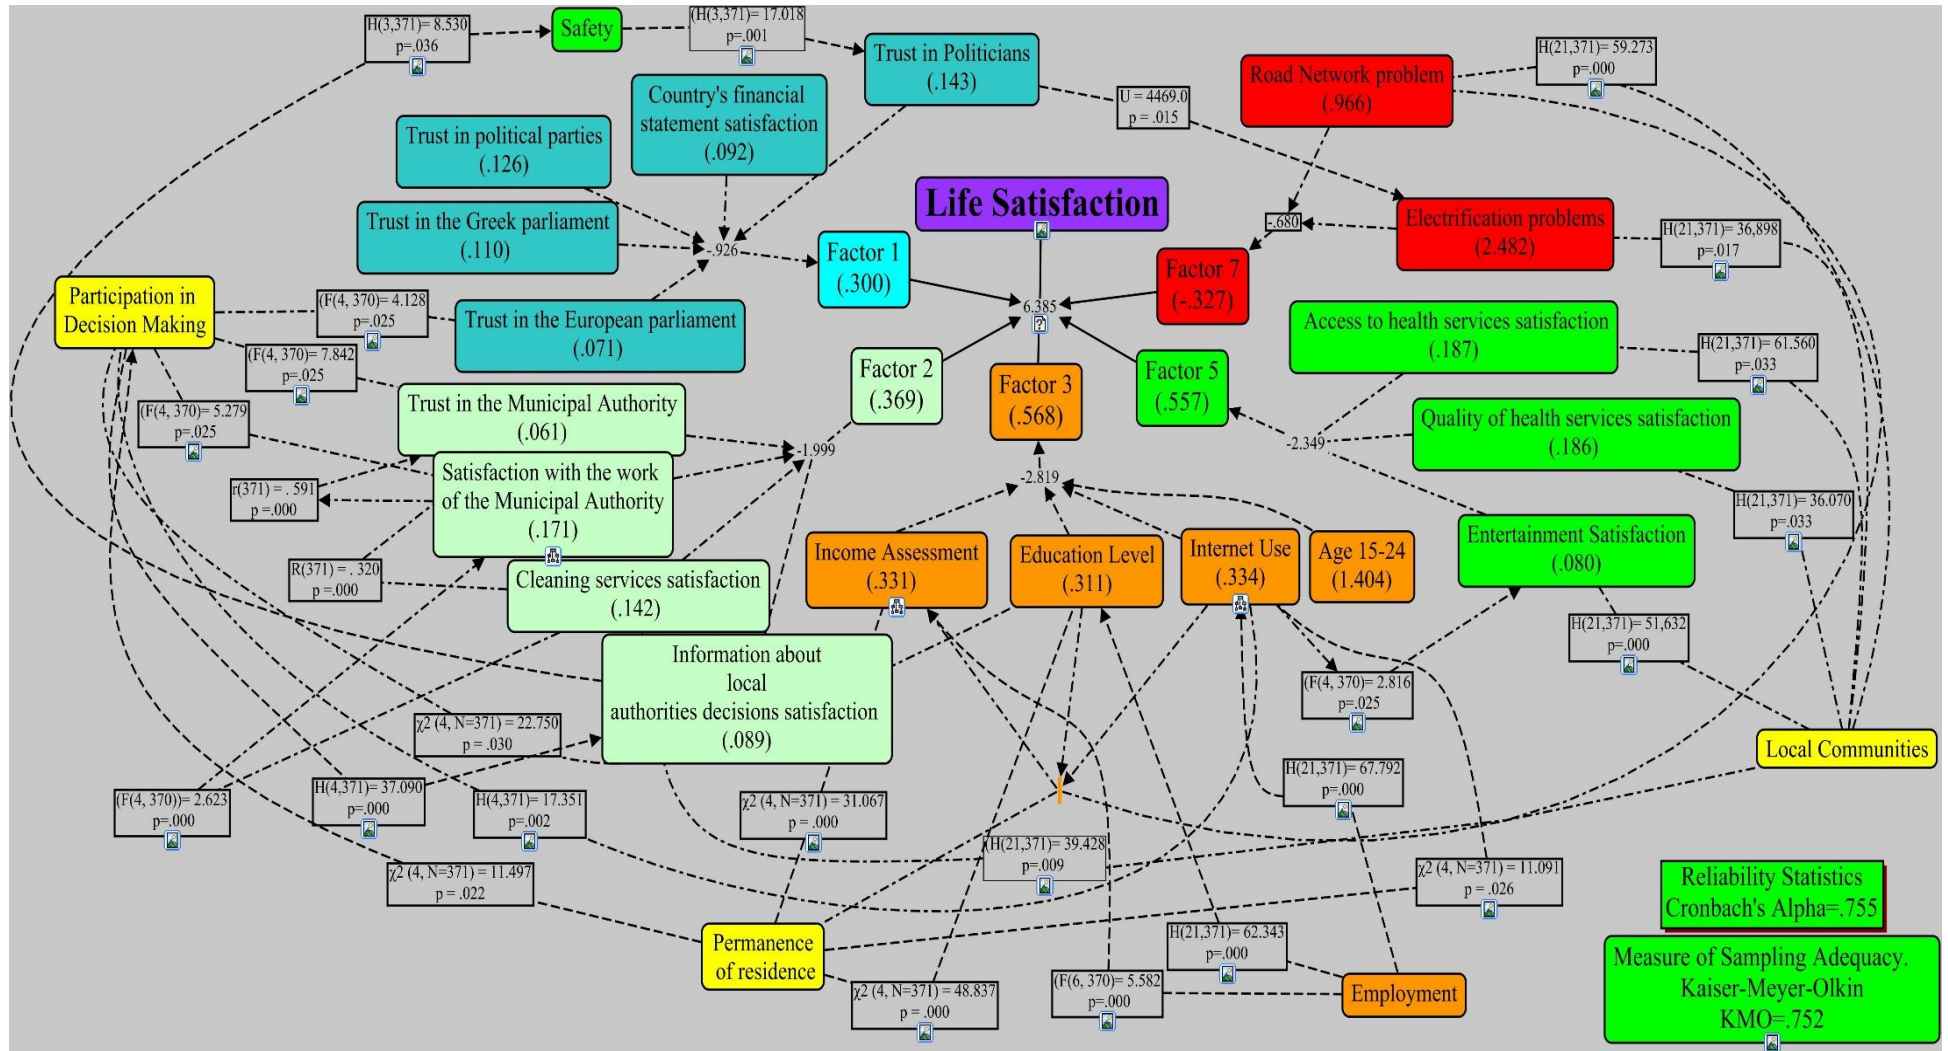 H(3,371)= 8.530
p=.036
Safety
(H(3,371)= 17.018
p=.001
Trust in Politicians
(.143)
Country's financial
statement satisfaction
(.092)
Trust in political parties
(.126)
Trust in the Greek parliament
(.110)
-.926
Trust in the European parliament
(.071)
Factor 1
(.300)
U = 4469.0
p = .015
Road Network problem
(.966)
H(21,371)= 59.273
p=.000
Life Satisfaction
-.680
Electrification problems
(2.482)
H(21,371)= 36,898
p=.017
Factor 7
(-.327)
6.385
Participation in
Decision Making
(F(4, 370)= 4.128
p=.025
(F(4, 370)= 7.842
p=.025
(F(4, 370)= 5.279
p=.025
Factor 2
(.369)
Factor 3
(.568)
Factor 5
(.557)
Access to health services satisfaction
(.187)
H(21,371)= 61.560
p=.033
Quality of health services satisfaction
(.186)
-2.349
H(21,371)= 36.070
p=.033
Trust in the Municipal Authority
(.061)
-1.999
Satisfaction with the work
of the Municipal Authority
(.171)
r(371) = . 591
p =.000
R(371) = . 320
p =.000
Cleaning services satisfaction
(.142)
-2.819
Income Assessment
(.331)
Education Level
(.311)
Internet Use
(.334)
Age 15-24
(1.404)
Entertainment Satisfaction
(.080)
H(21,371)= 51,632
p=.000
Information about
local
authorities decisions satisfaction
(.089)
(F(4, 370)= 2.816
p=.025
Local Communities
χ2 (4, N=371) = 22.750
p = .030
(F(4, 370))= 2.623
p=.000
H(4,371)= 37.090
p=.000
H(4,371)= 17.351
p=.002
χ2 (4, N=371) = 31.067
p = .000
H(21,371)= 67.792
p=.000
(H(21,371)= 39.428
p=.009
χ2 (4, N=371) = 11.497
p = .022
χ2 (4, N=371) = 11.091
p = .026
Permanence
of residence
H(21,371)= 62.343
p=.000
χ2 (4, N=371) = 48.837
p = .000
(F(6, 370)= 5.582
p=.000
Employment
Reliability Statistics
Cronbach's Alpha=.755
Measure of Sampling Adequacy.
Kaiser-Meyer-Olkin
KMO=.752